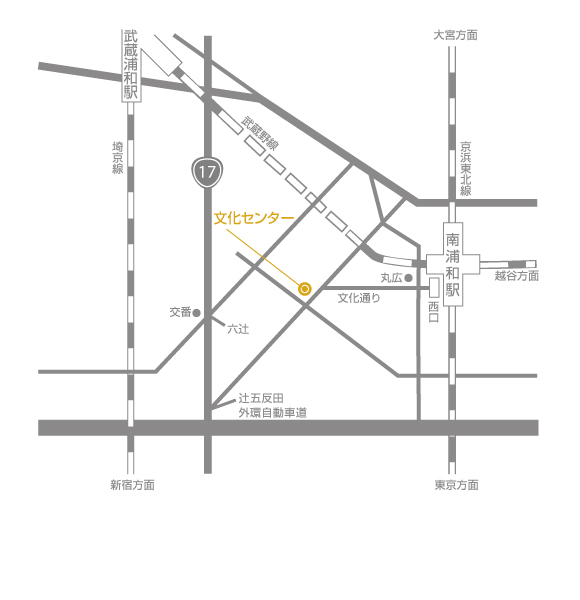 武蔵浦和駅
大宮方面
埼京線
武蔵野線
京浜東北線
17
文化センター
南浦和駅
丸広
越谷方面
文化通り
西口
交番
六辻
辻五反田
外環自動車道
新宿方面
東京方面